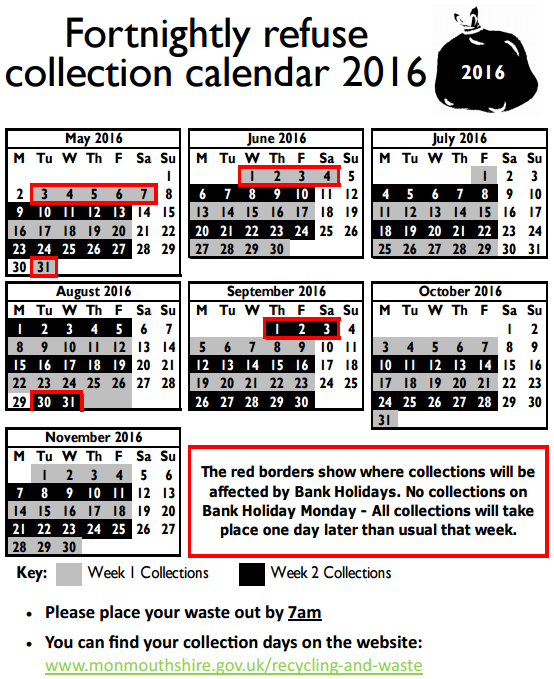 Fortnightly refuse
collection calendar 2016
2016
May 2016
M Tu W Th F Sa Su
1
2 3 4 5 6 7 8
9 10 11 12 13 14 15
16 17 18 19 20 21 22
23 24 25 26 27 28 29
30 31
June 2016
M Tu W Th F Sa Su
1 2 3 4 5
6 7 8 9 10 11 12
13 14 15 16 17 18 19
20 21 22 23 24 25 26
27 28 29 30
July 2016
M Tu W Th F Sa Su
1 2 3
4 5 6 7 8 9 10
11 12 13 14 15 16 17
18 19 20 21 22 23 24
25 26 27 28 29 30 31
August 2016
M Tu W Th F Sa Su
1 2 3 4 5 6 7
8 9 10 11 12 13 14
15 16 17 18 19 20 21
22 23 24 25 26 27 28
29 30 31
September 2016
M Tu W Th F Sa Su
1 2 3 4
5 6 7 8 9 10 11
12 13 14 15 16 17 18
19 20 21 22 23 24 25
26 27 28 29 30
October 2016
M Tu W Th F Sa Su
1 2
3 4 5 6 7 8 9
10 11 12 13 14 15 16
17 18 19 20 21 22 23
24 25 26 27 28 29 30
31
November 2016
M Tu W Th F Sa Su
1 2 3 4 5 6
7 8 9 10 11 12 13
14 15 16 17 18 19 20
21 22 23 24 25 26 27
28 29 30
The red borders show where collections will be
affected by Bank Holidays. No collections on
Bank Holiday Monday - All collections will take
place one day later than usual that week.
Key: Week 1 Collections Week 2 Collections
• Please place your waste out by 7am
• You can find your collection days on the website:
www.monmouthshire.gov.uk/recycling-and-waste